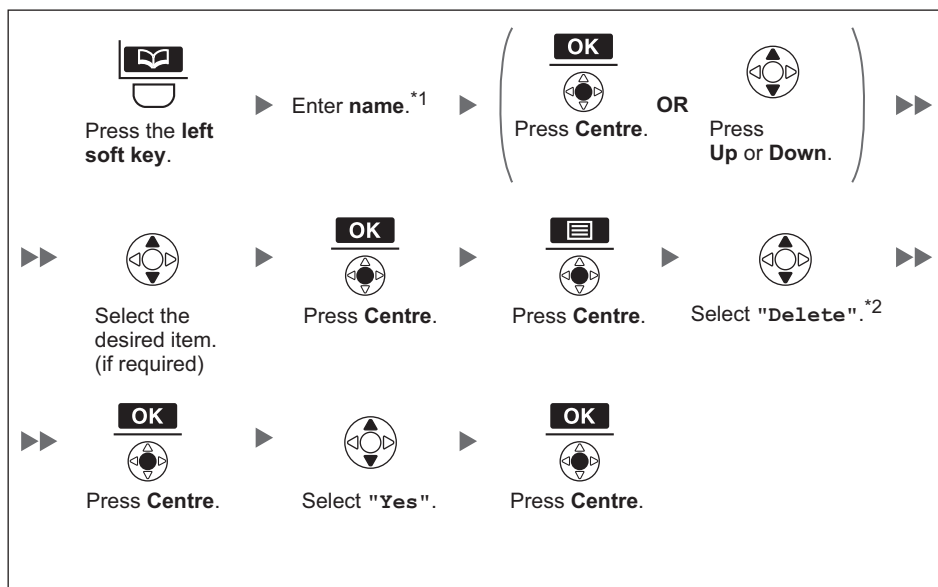 Press the left
soft key.
Enter name.*1
OK
Press Centre.
OR
Press
Up or Down.
Select the
desired item.
(if required)
OK
Press Centre.
Press Centre.
Select "Delete".*2
OK
Press Centre.
Select "Yes".
OK
Press Centre.